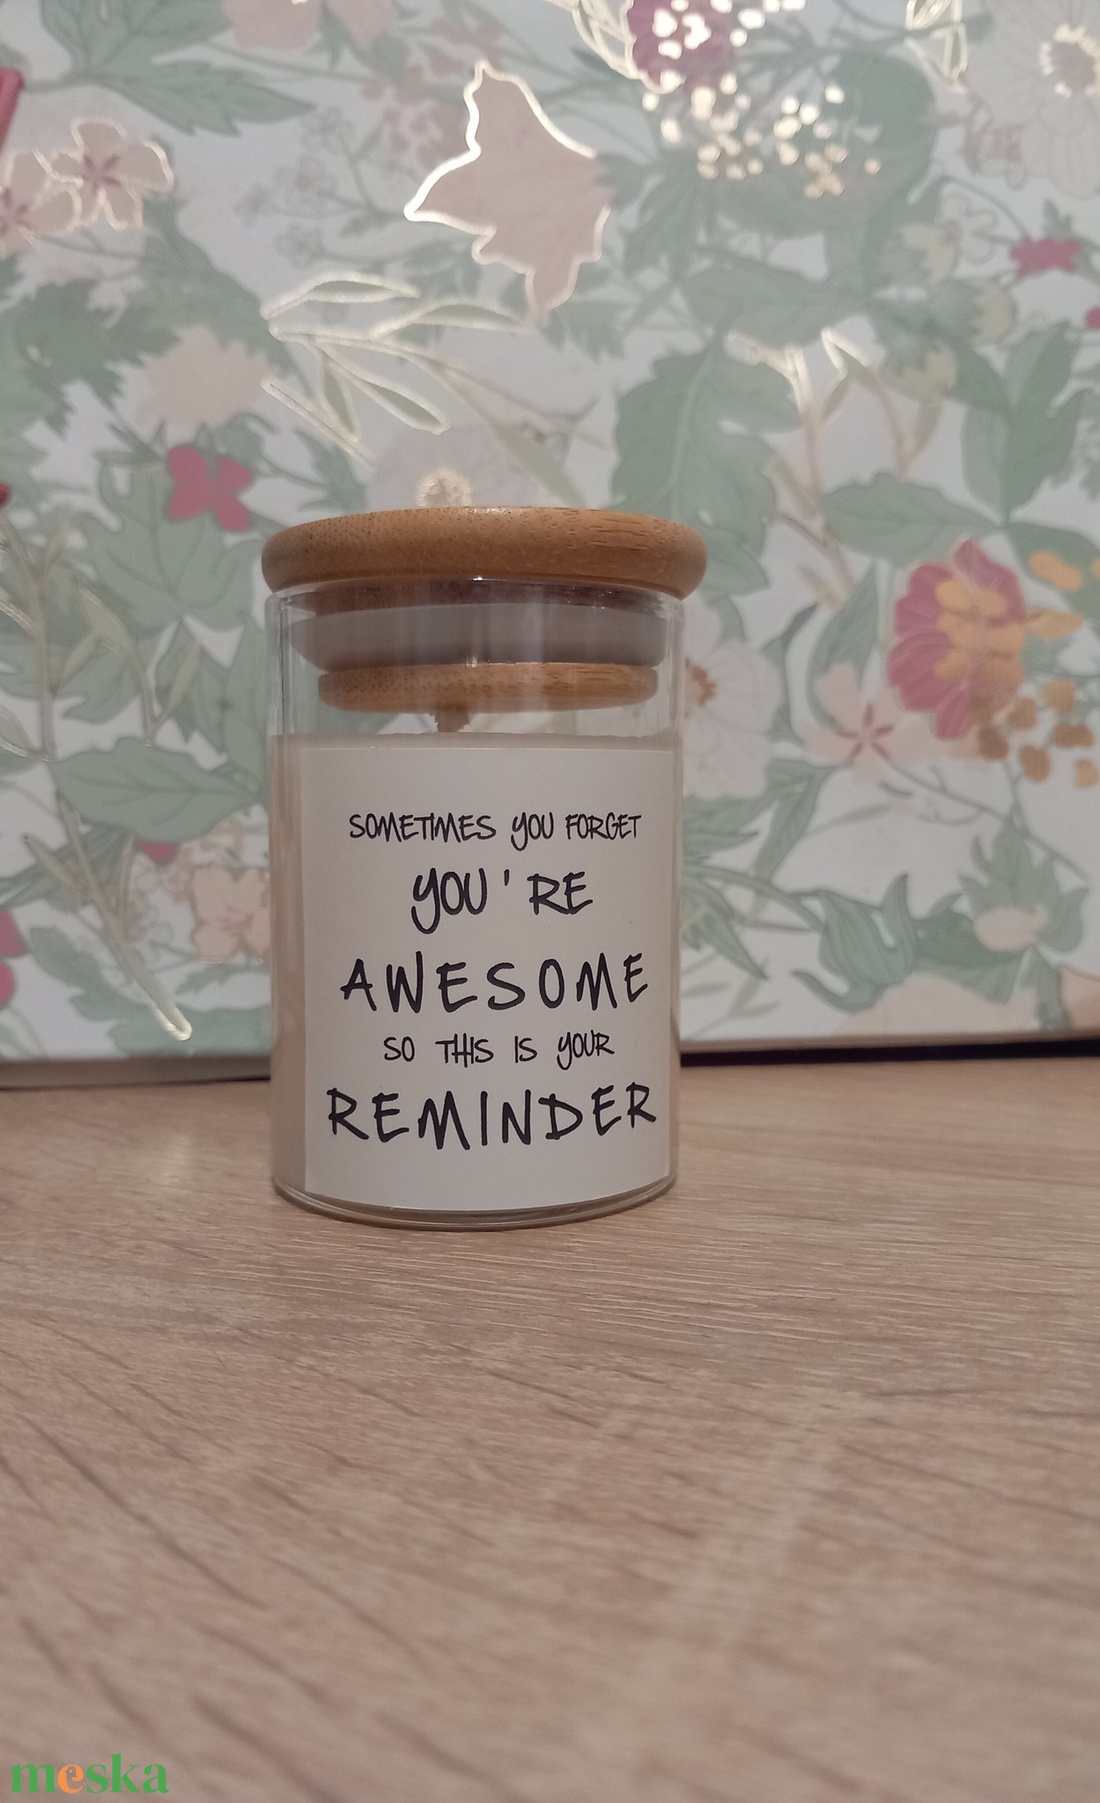 SOMETIMES YOU FORGET
YOU'RE
AWESOME
SO THIS IS YOUR
REMINDER
meska